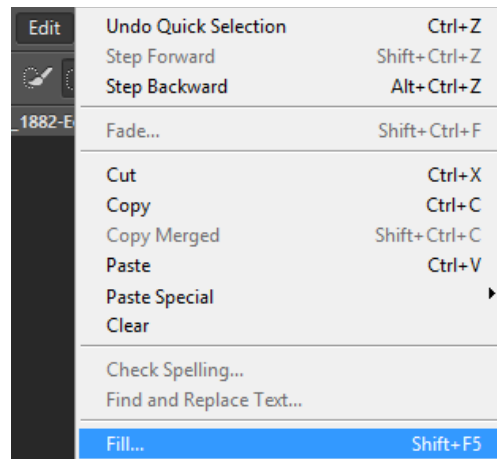 Edit
Undo Quick Selection Ctrl+Z
Step Forward Shift+Ctrl+Z
Step Backward Alt+Ctrl+Z
_1882-E
Fade... Shift+Ctrl+F
Cut Ctrl+X
Copy Ctrl+C
Copy Merged Shift+Ctrl+C
Paste Ctrl+V
Paste Special
Clear
Check Spelling...
Find and Replace Text...
Fill... Shift+F5